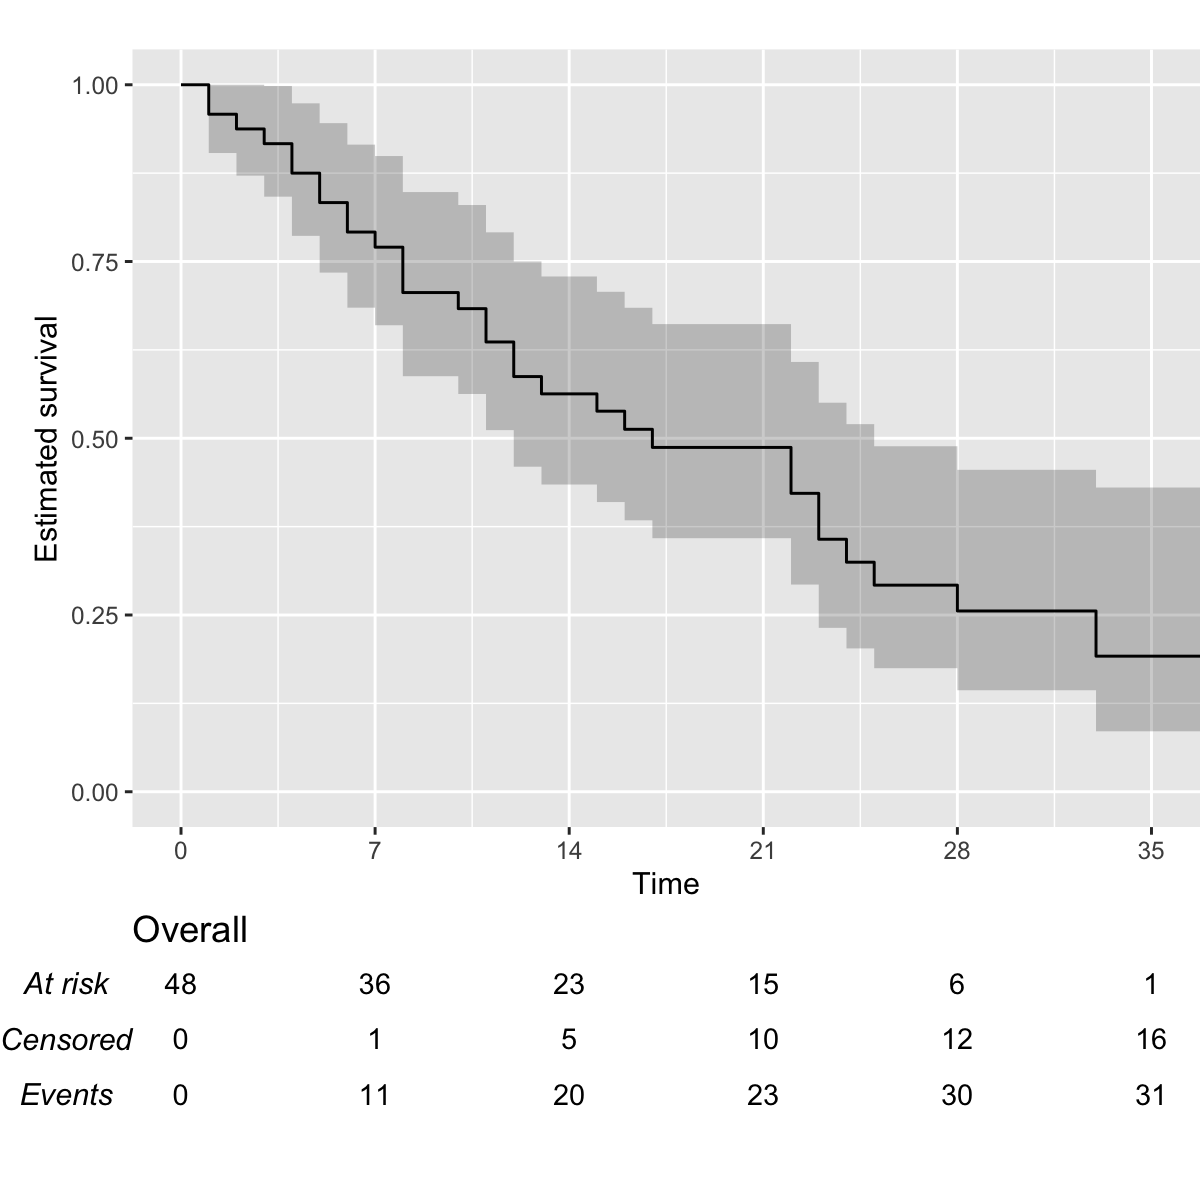 1.00
0.75
0.50
0.25
0.00
Estimated survival
0 7 14 21 28 35
Time
Overall
At risk 48 36 23 15 6 1
Censored 0 1 5 10 12 16
Events 0 11 20 23 30 31